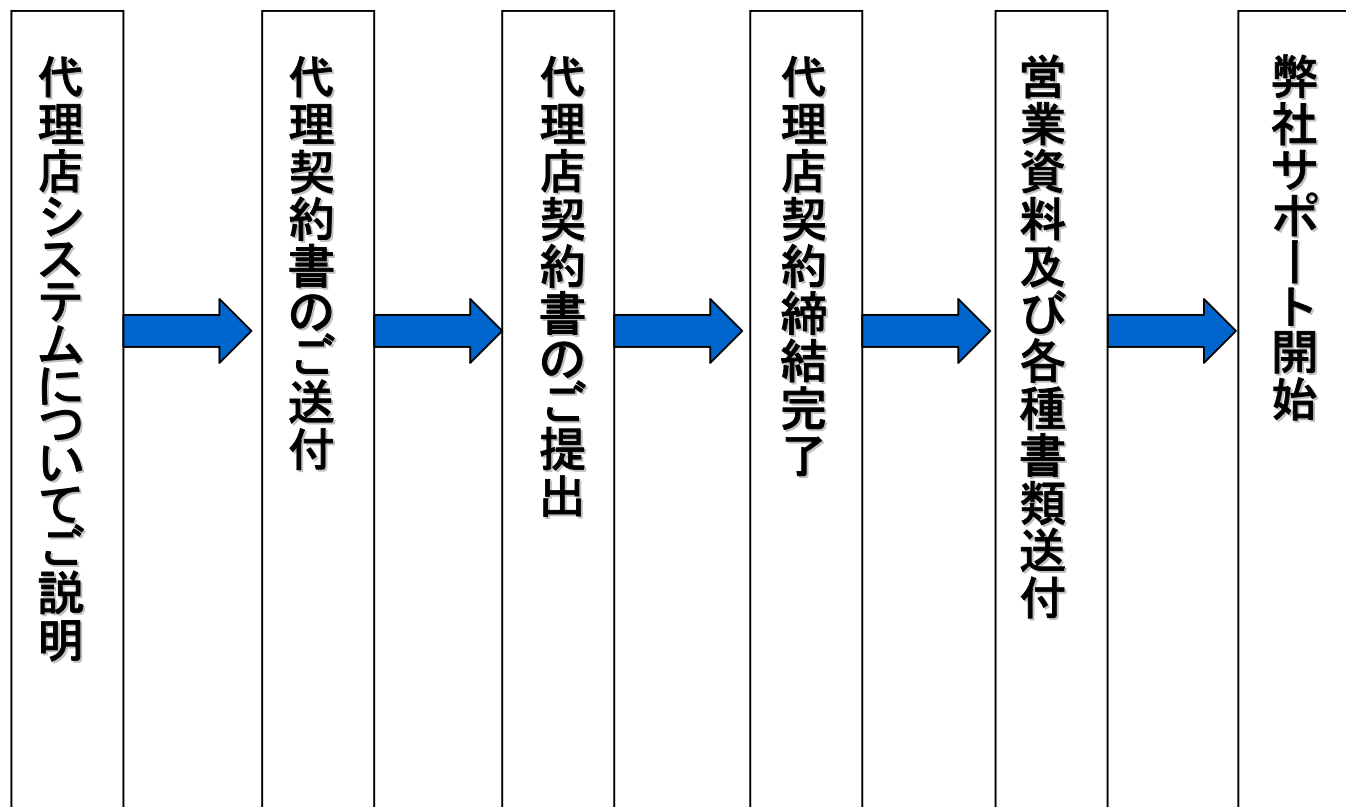 代理店システムについてご説明
代理契約書のご送付
代理店契約書のご提出
代理店契約締結完了
営業資料及び各種書類送付
弊社サポート開始